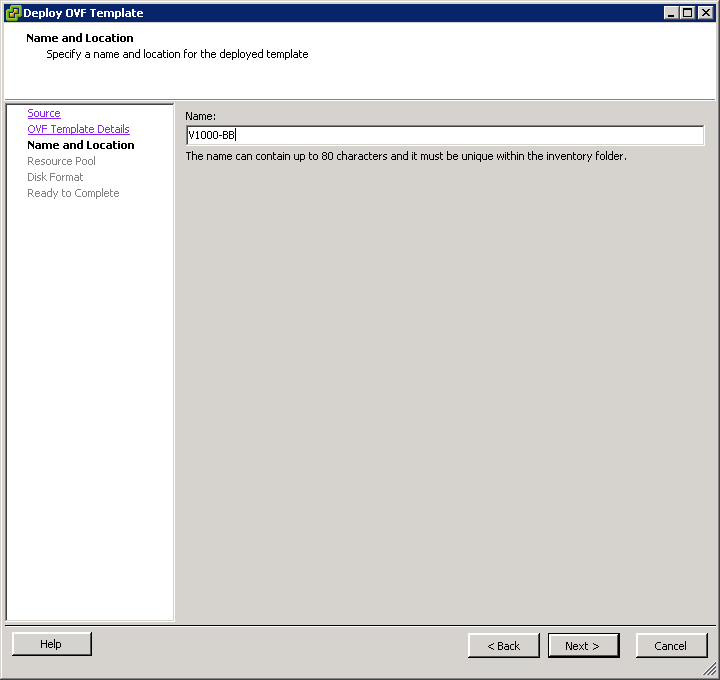 Deploy OVF Template
Name and Location
Specify a name and location for the deployed template
Source
OVF Template Details
Name and Location
Resource Pool
Disk Format
Ready to Complete
Name:
V1000-BB
The name can contain up to 80 characters and it must be unique within the inventory folder.
Help
< Back
Next >
Cancel